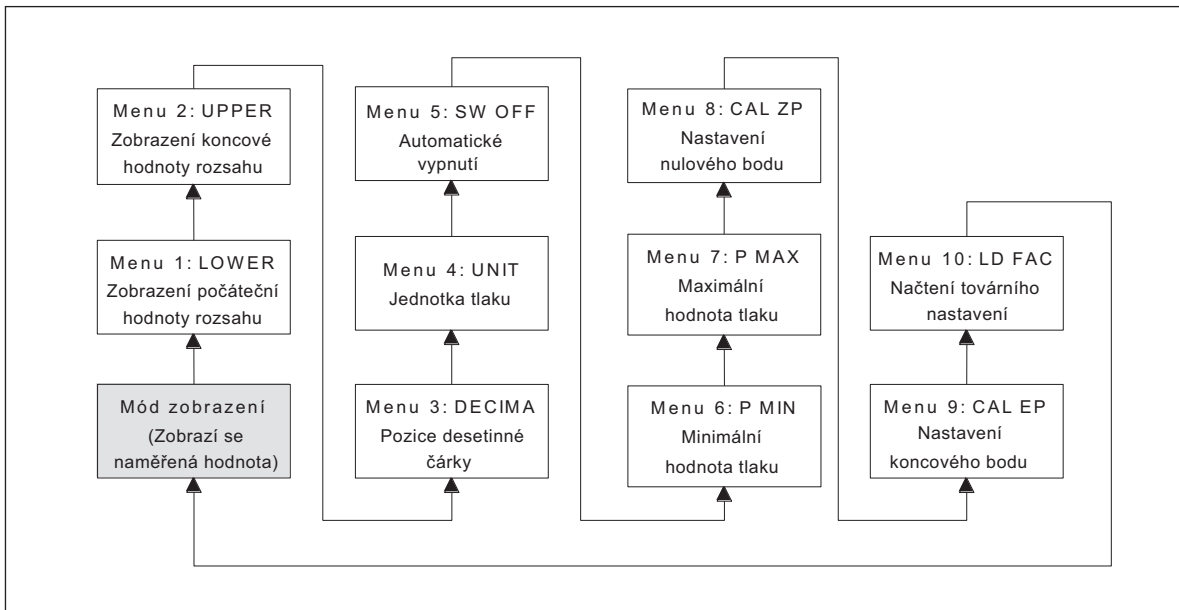 Menu 2: UPPER
Zobrazení koncové
hodnoty rozsahu
Menu 1: LOWER
Zobrazení počáteční
hodnoty rozsahu
Mód zobrazení
(Zobrazí se
naměřená hodnota)
Menu 5: SW OFF
Automatické
vypnutí
Menu 4: UNIT
Jednotka tlaku
Menu 3: DECIMA
Pozice desetinné
čárky
Menu 8: CAL ZP
Nastavení
nulového bodu
Menu 7: P MAX
Maximální
hodnota tlaku
Menu 6: P MIN
Minimální
hodnota tlaku
Menu 10: LD FAC
Načtení továrního
nastavení
Menu 9: CAL EP
Nastavení
koncového bodu